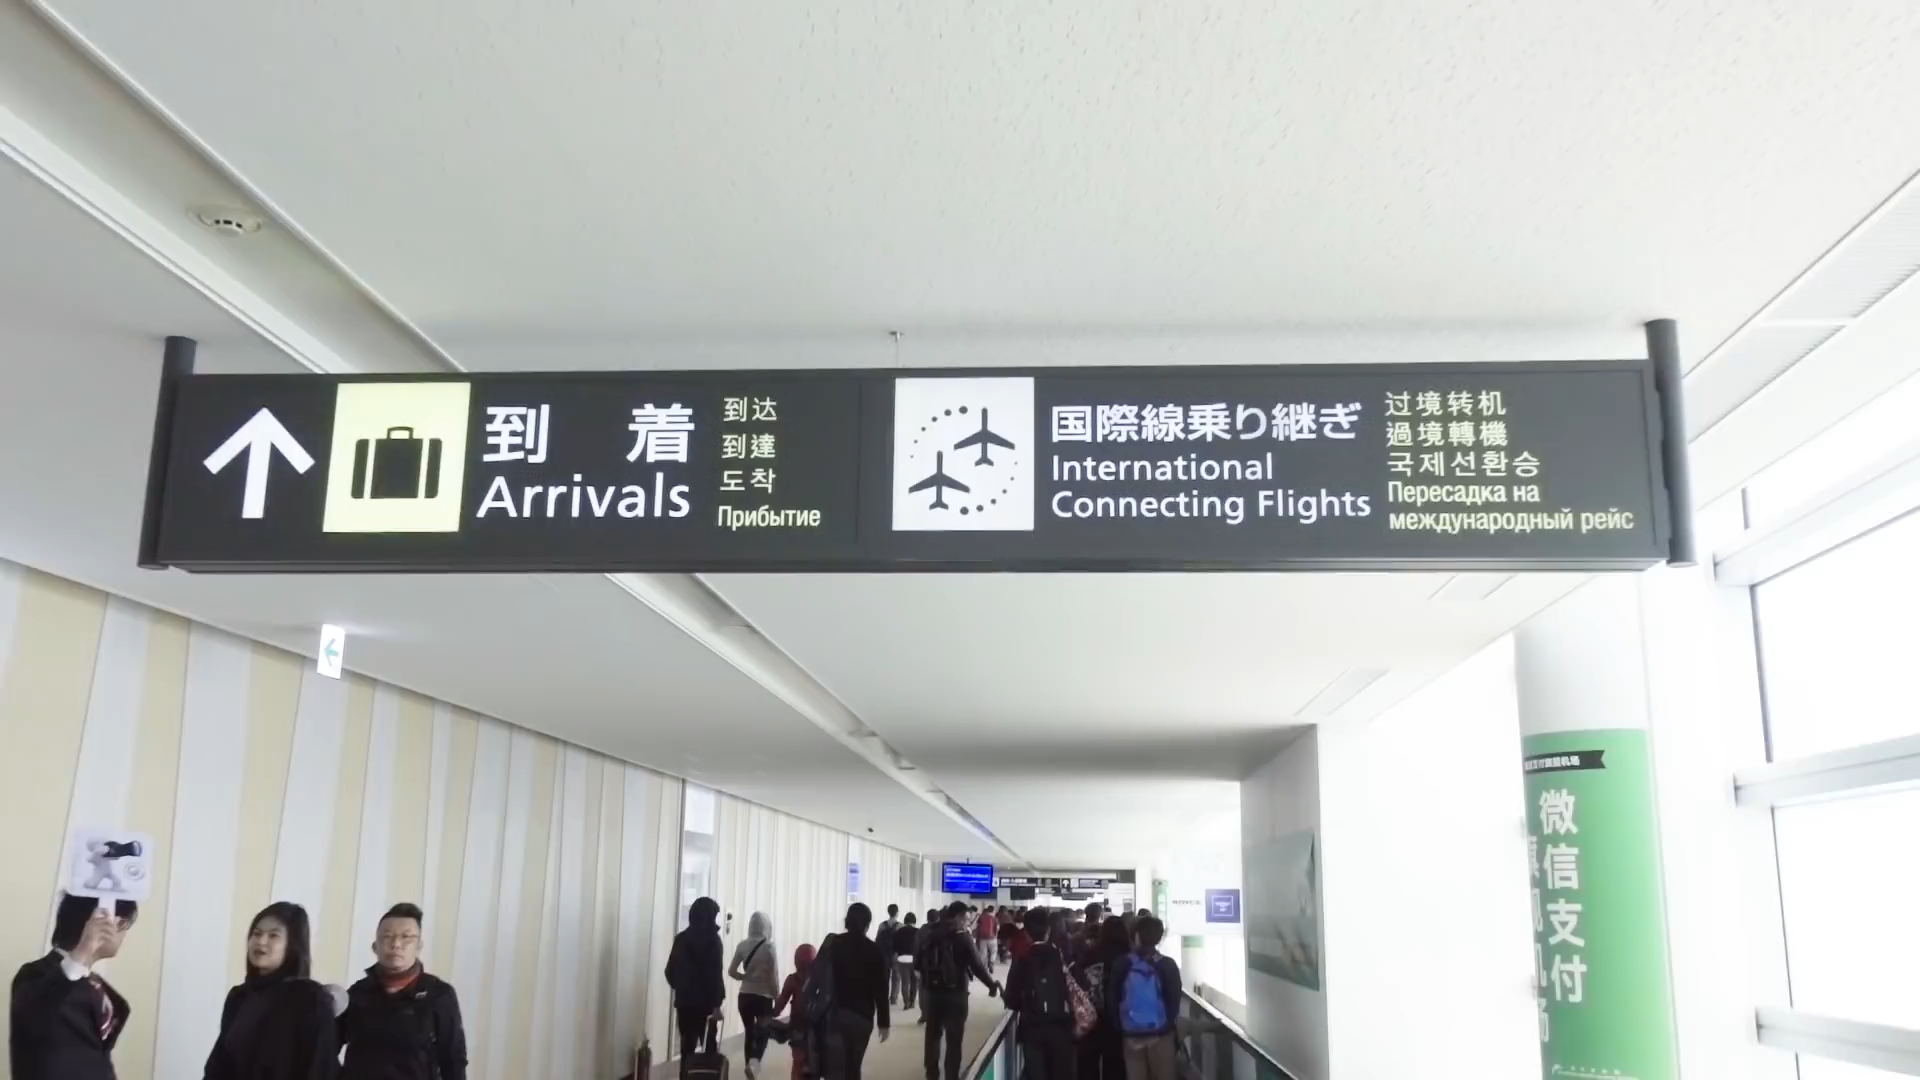 到着
Arrivals
到达
到達
도착
Прибытие
国際線乗り継ぎ
International
Connecting Flights
过境转机
過境轉機
국제선환승
Пересадка на
международный рейс
微信支付